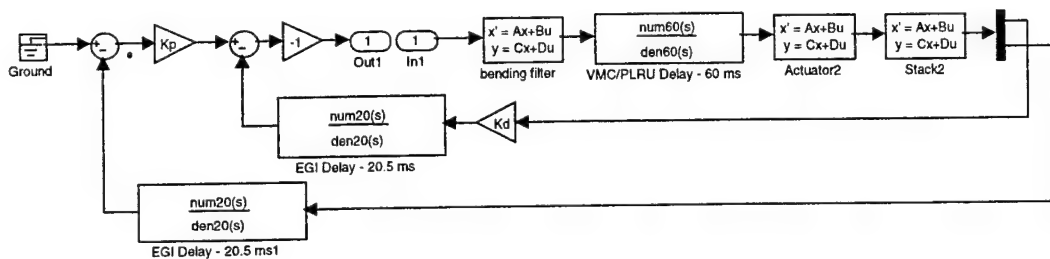 Ground
Kp
-1
1
Out1
1
In1
x' = Ax+Bu
y = Cx+Du
bending filter
num60(s)
den60(s)
VMC/PLRU Delay - 60 ms
x' = Ax+Bu
y = Cx+Du
Actuator2
x' = Ax+Bu
y = Cx+Du
Stack2
num20(s)
den20(s)
EGI Delay - 20.5 ms
Kd
num20(s)
den20(s)
EGI Delay - 20.5 ms1